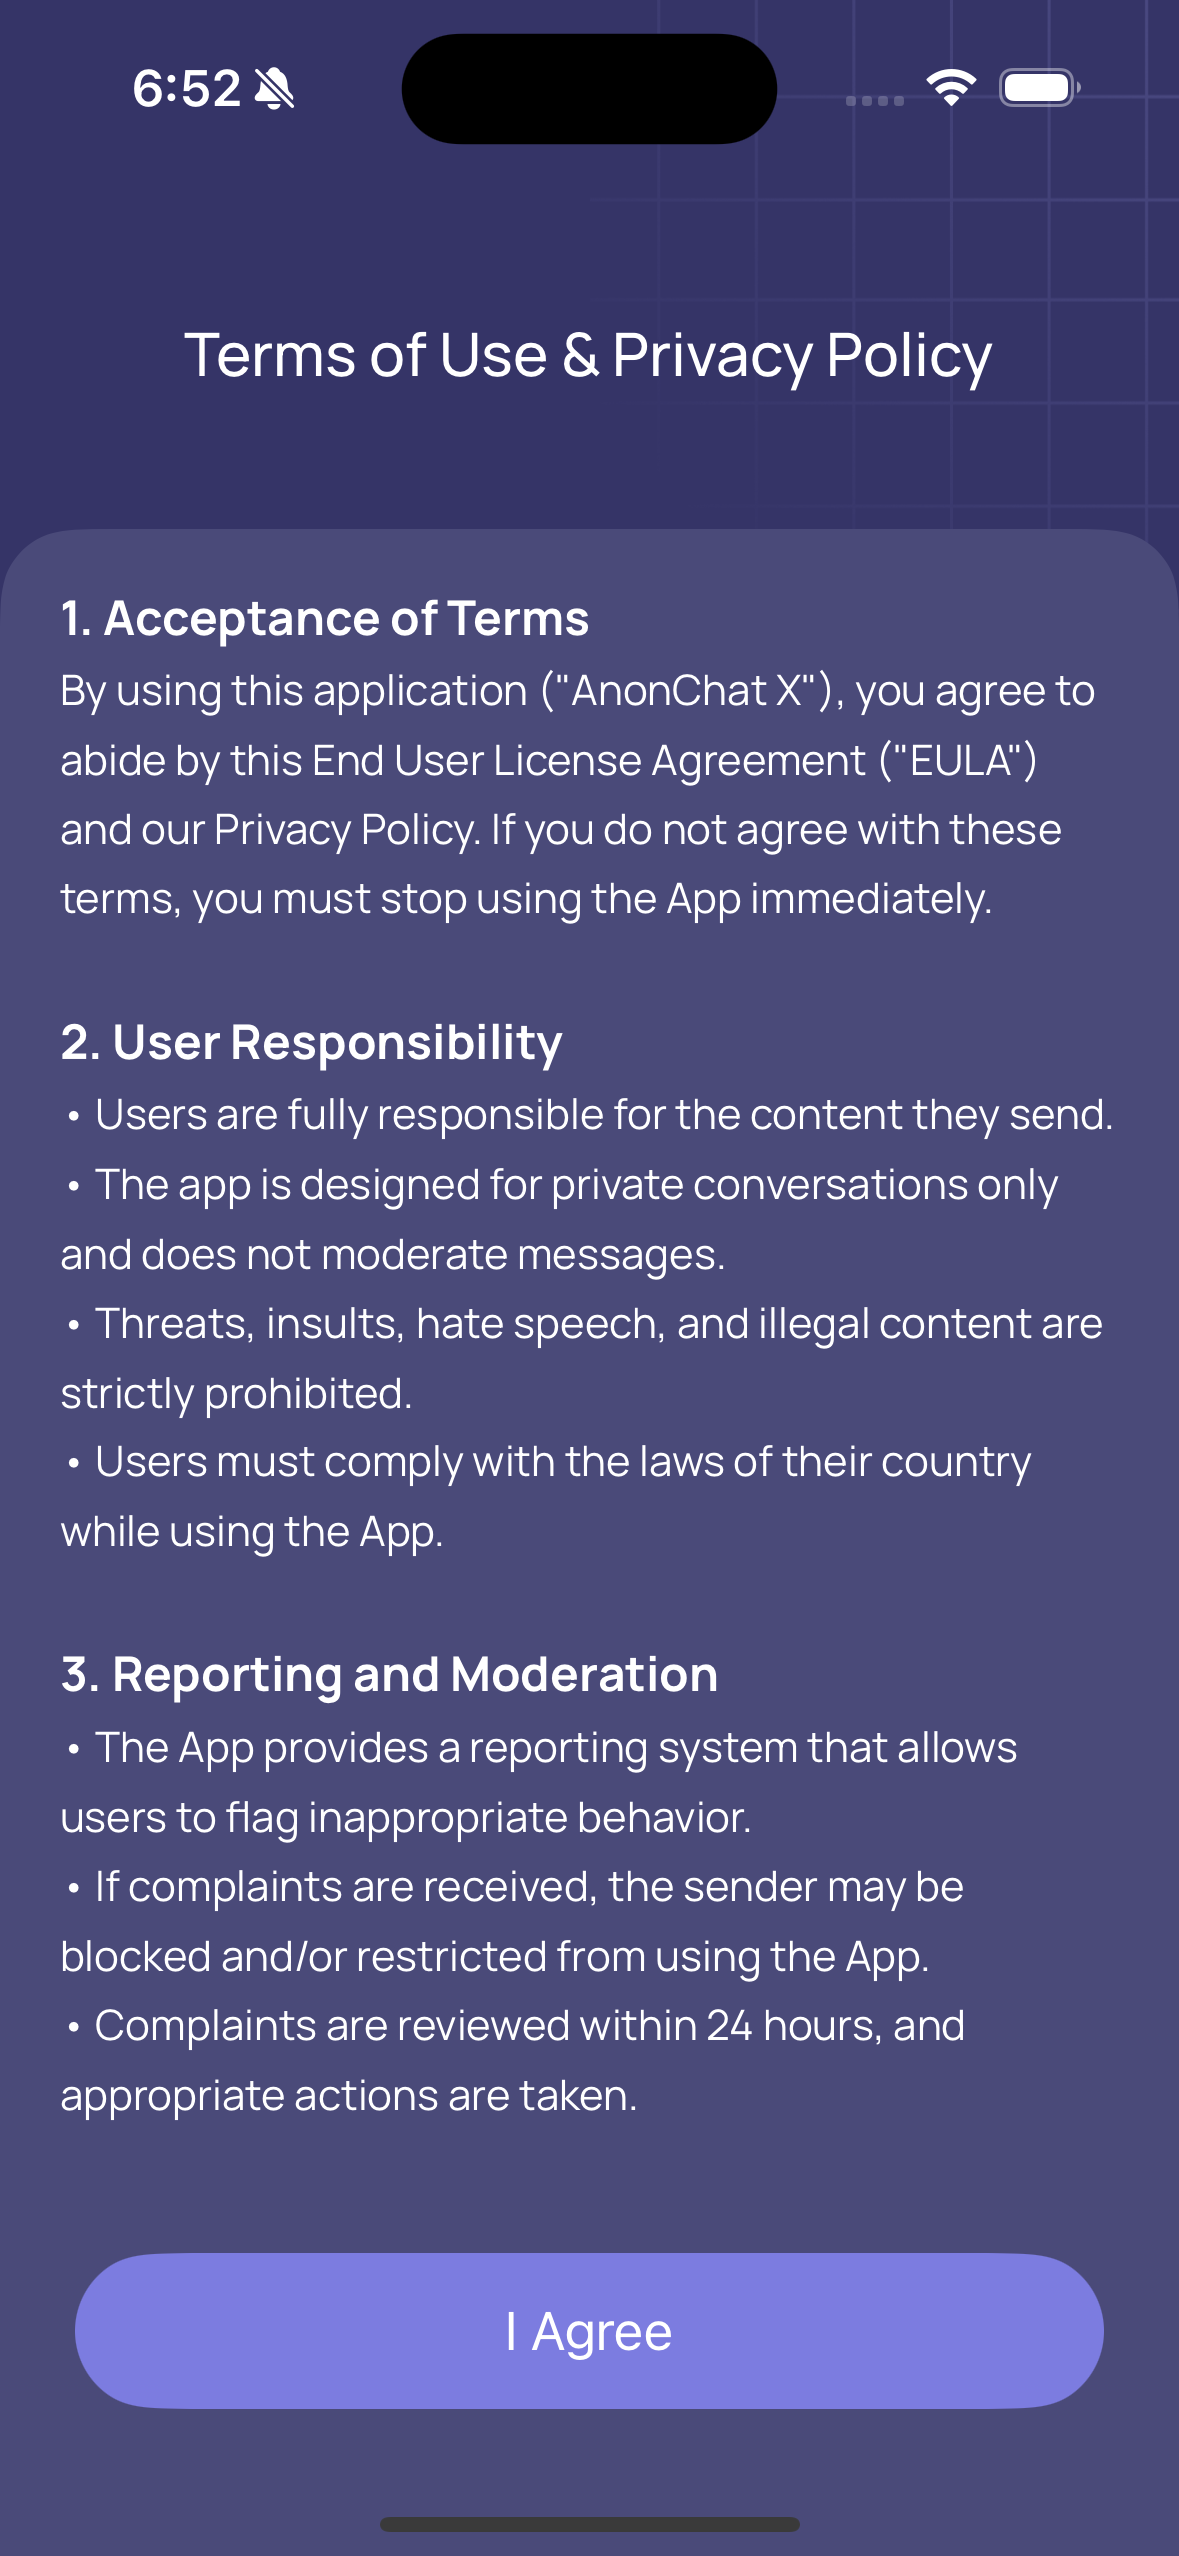 6:52
Terms of Use & Privacy Policy
1. Acceptance of Terms
By using this application ("AnonChat X"), you agree to
abide by this End User License Agreement ("EULA")
and our Privacy Policy. If you do not agree with these
terms, you must stop using the App immediately.
2. User Responsibility
• Users are fully responsible for the content they send.
• The app is designed for private conversations only
and does not moderate messages.
• Threats, insults, hate speech, and illegal content are
strictly prohibited.
• Users must comply with the laws of their country
while using the App.
3. Reporting and Moderation
• The App provides a reporting system that allows
users to flag inappropriate behavior.
• If complaints are received, the sender may be
blocked and/or restricted from using the App.
• Complaints are reviewed within 24 hours, and
appropriate actions are taken.
I Agree